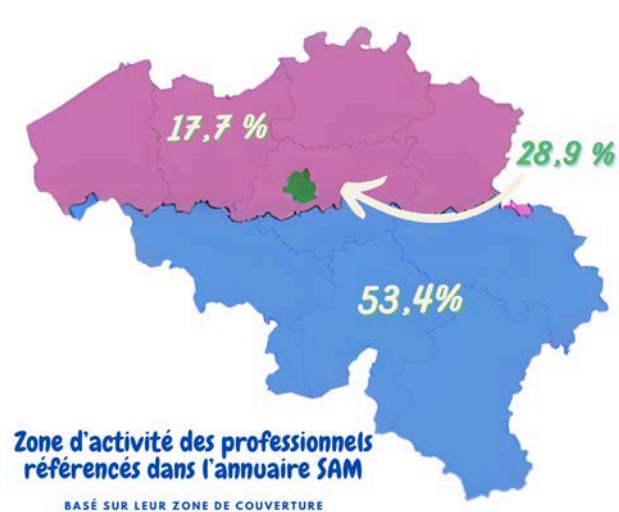 17,7 %
28,9 %
53,4%
Zone d'activité des professionnels
référencés dans l'annuaire SAM
BASÉ SUR LEUR ZONE DE COUVERTURE